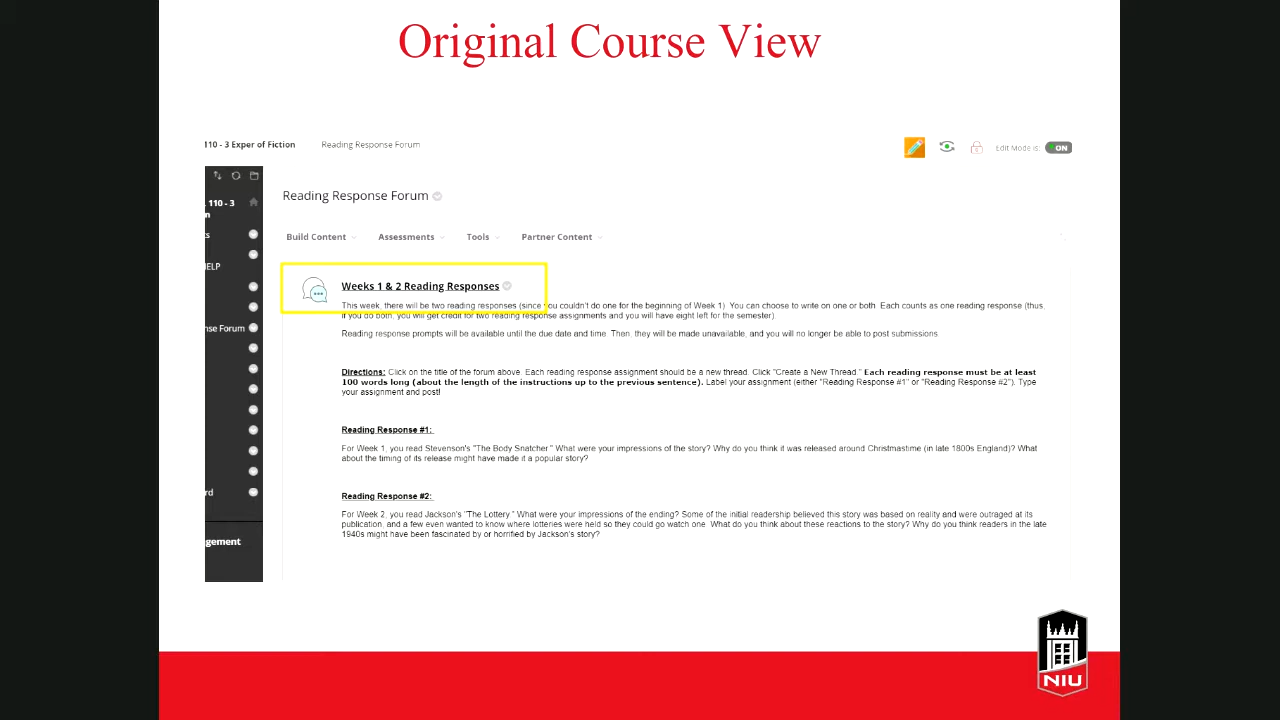 Original Course View
110 - 3 Exper of Fiction Reading Response Forum Edit Mode is: ON
Reading Response Forum
. 110 - 3
n
Build Content Assessments Tools Partner Content
ts
HELP
Weeks 1 & 2 Reading Responses
This week, there will be two reading responses (since you couldn't do one for the beginning of Week 1). You can choose to write on one or both. Each counts as one reading response (thus,
if you do both, you will get credit for two reading response assignments and you will have eight left for the semester).
nse Forum
Reading response prompts will be available until the due date and time. Then, they will be made unavailable, and you will no longer be able to post submissions.
Directions: Click on the title of the forum above. Each reading response assignment should be a new thread. Click "Create a New Thread." Each reading response must be at least
100 words long (about the length of the instructions up to the previous sentence). Label your assignment (either "Reading Response #1" or "Reading Response #2"). Type
your assignment and post!
Reading Response #1:
For Week 1, you read Stevenson's "The Body Snatcher." What were your impressions of the story? Why do you think it was released around Christmastime (in late 1800s England)? What
about the timing of its release might have made it a popular story?
rd
Reading Response #2:
For Week 2, you read Jackson's "The Lottery." What were your impressions of the ending? Some of the initial readership believed this story was based on reality and were outraged at its
publication, and a few even wanted to know where lotteries were held so they could go watch one. What do you think about these reactions to the story? Why do you think readers in the late
1940s might have been fascinated by or horrified by Jackson's story?
gement
NIU